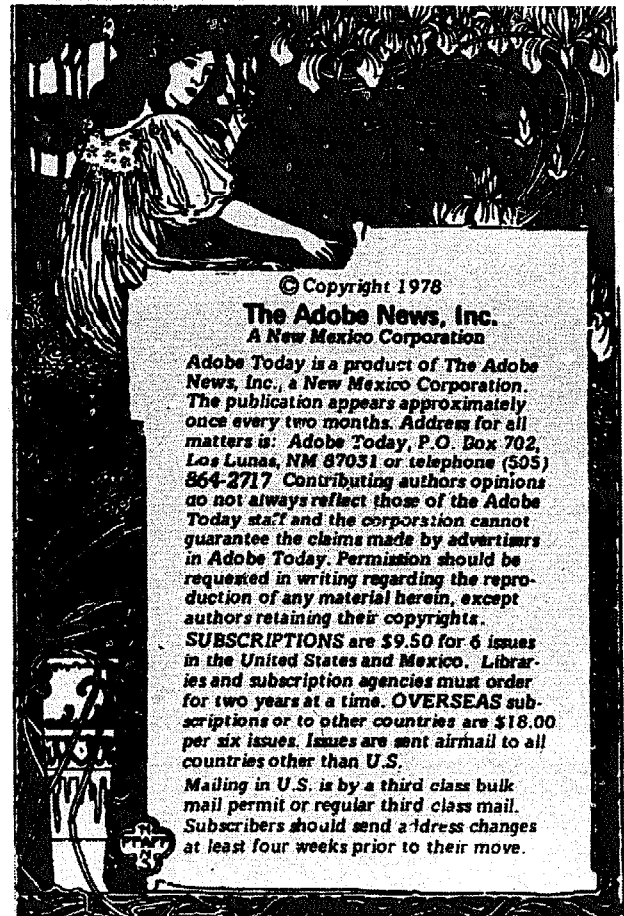 © Copyright 1978
The Adobe News, Inc.
A New Mexico Corporation
Adobe Today is a product of The Adobe
News, Inc., a New Mexico Corporation.
The publication appears approximately
once every two months. Address for all
matters is: Adobe Today, P.O. Box 702,
Los Lunas, NM 87031 or telephone (505)
864-2717 Contributing authors opinions
do not always reflect those of the Adobe
Today staff and the corporation cannot
guarantee the claims made by advertisers
in Adobe Today. Permission should be
requested in writing regarding the repro-
duction of any material herein, except
authors retaining their copyrights.
SUBSCRIPTIONS are $9.50 for 6 issues
in the United States and Mexico. Librar-
ies and subscription agencies must order
for two years at a time. OVERSEAS sub-
scriptions or to other countries are $18.00
per six issues. Issues are sent airmail to all
countries other than U.S.
Mailing in U.S. is by a third class bulk
mail permit or regular third class mail.
Subscribers should send address changes
at least four weeks prior to their move.